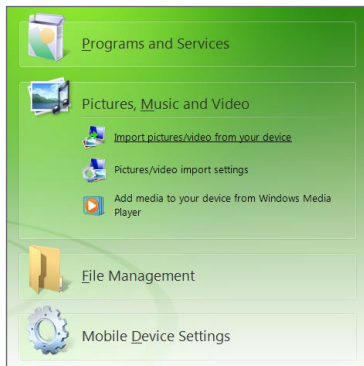 Programs and Services
Pictures, Music and Video
Import pictures/video from your device
Pictures/video import settings
Add media to your device from Windows Media
Player
File Management
Mobile Device Settings